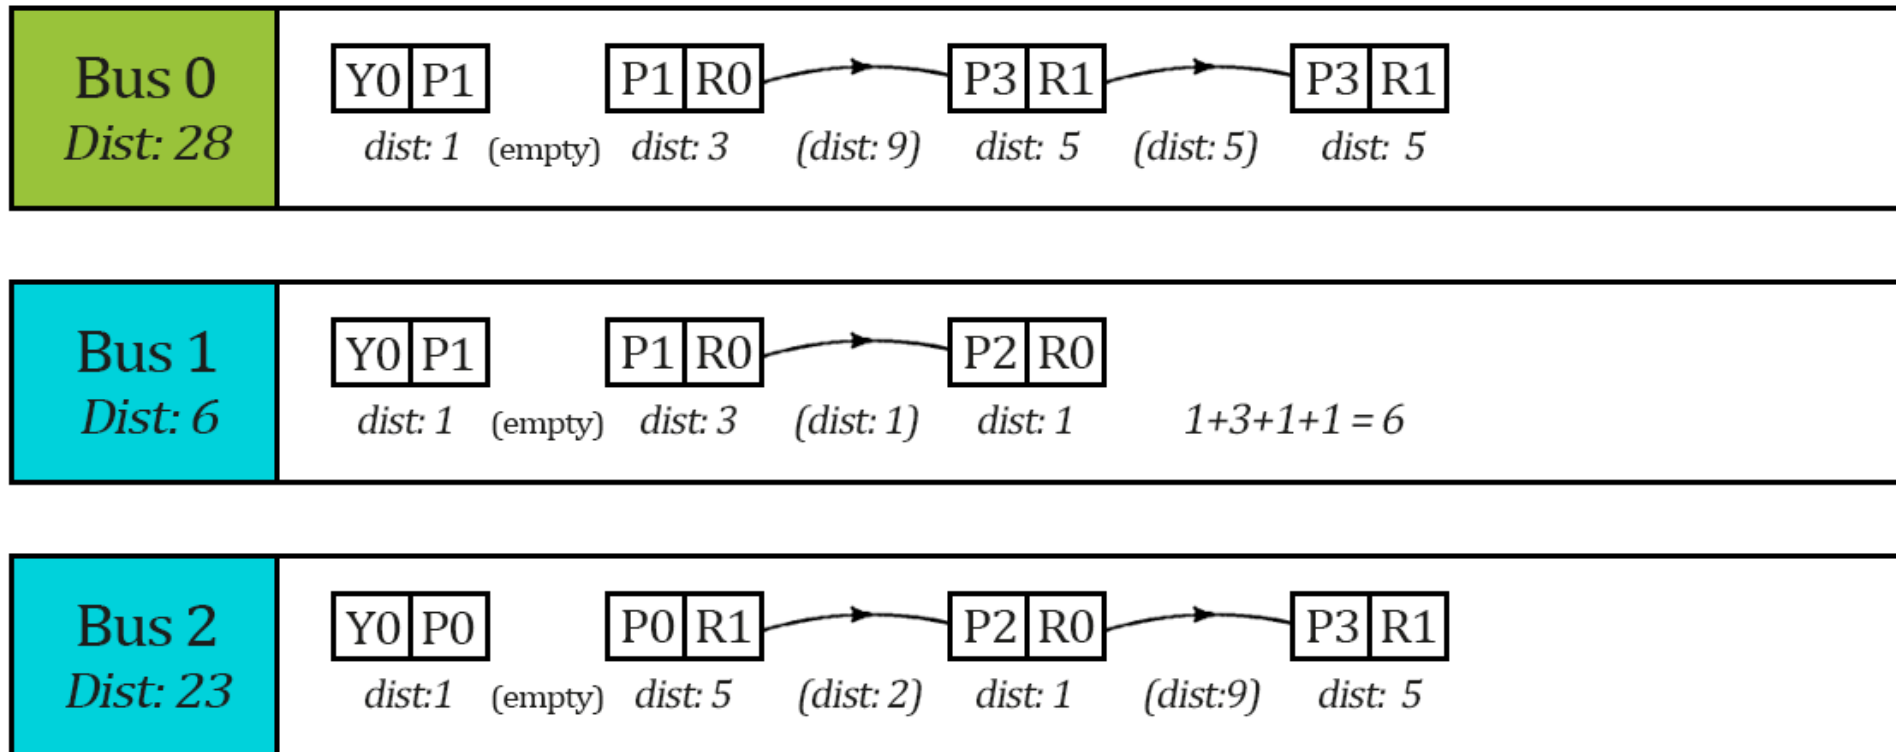 Bus 0
Dist: 28
Y0 P1 P1 R0 P3 R1 P3 R1
dist: 1 (empty) dist: 3 (dist: 9) dist: 5 (dist: 5) dist: 5
Bus 1
Dist: 6
Y0 P1 P1 R0 P2 R0
dist: 1 (empty) dist: 3 (dist: 1) dist: 1 1+3+1+1 = 6
Bus 2
Dist: 23
Y0 P0 P0 R1 P2 R0 P3 R1
dist:1 (empty) dist: 5 (dist: 2) dist: 1 (dist:9) dist: 5